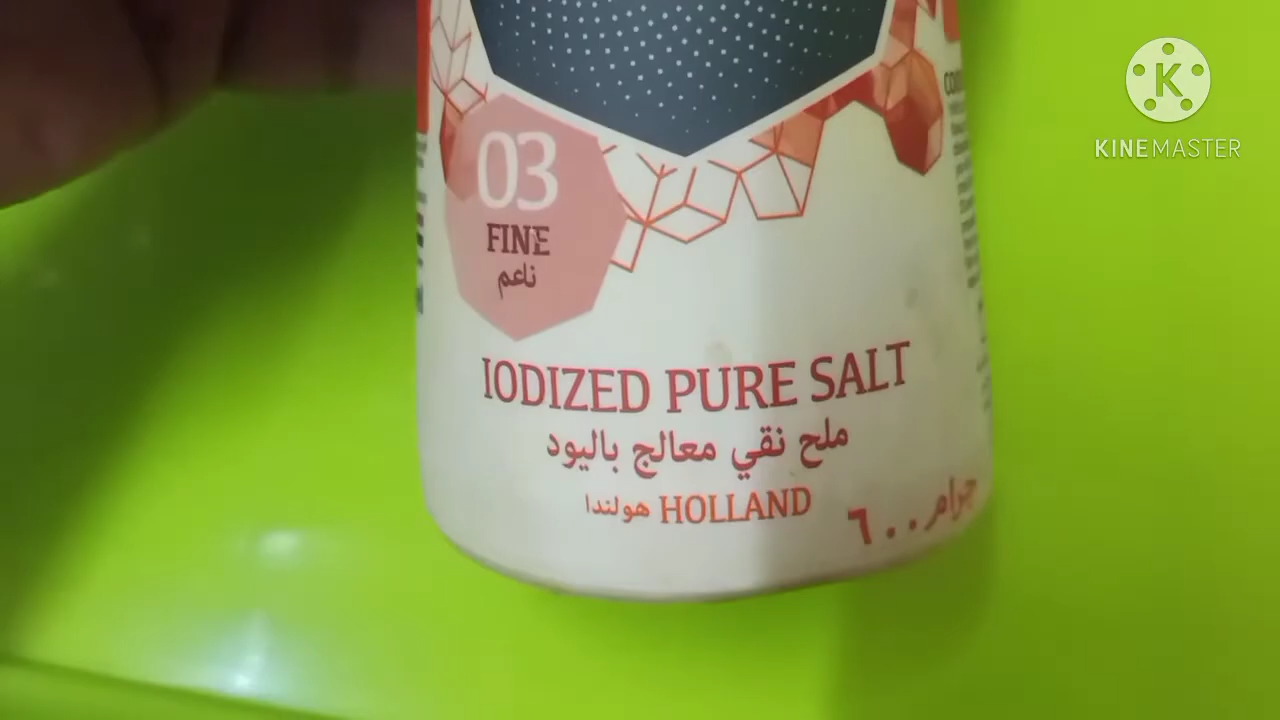 03
FINE
ناعم
IODIZED PURE SALT
ملح نقي معالج باليود
هولندا HOLLAND
٦٠٠ جرام
K
KINEMASTER